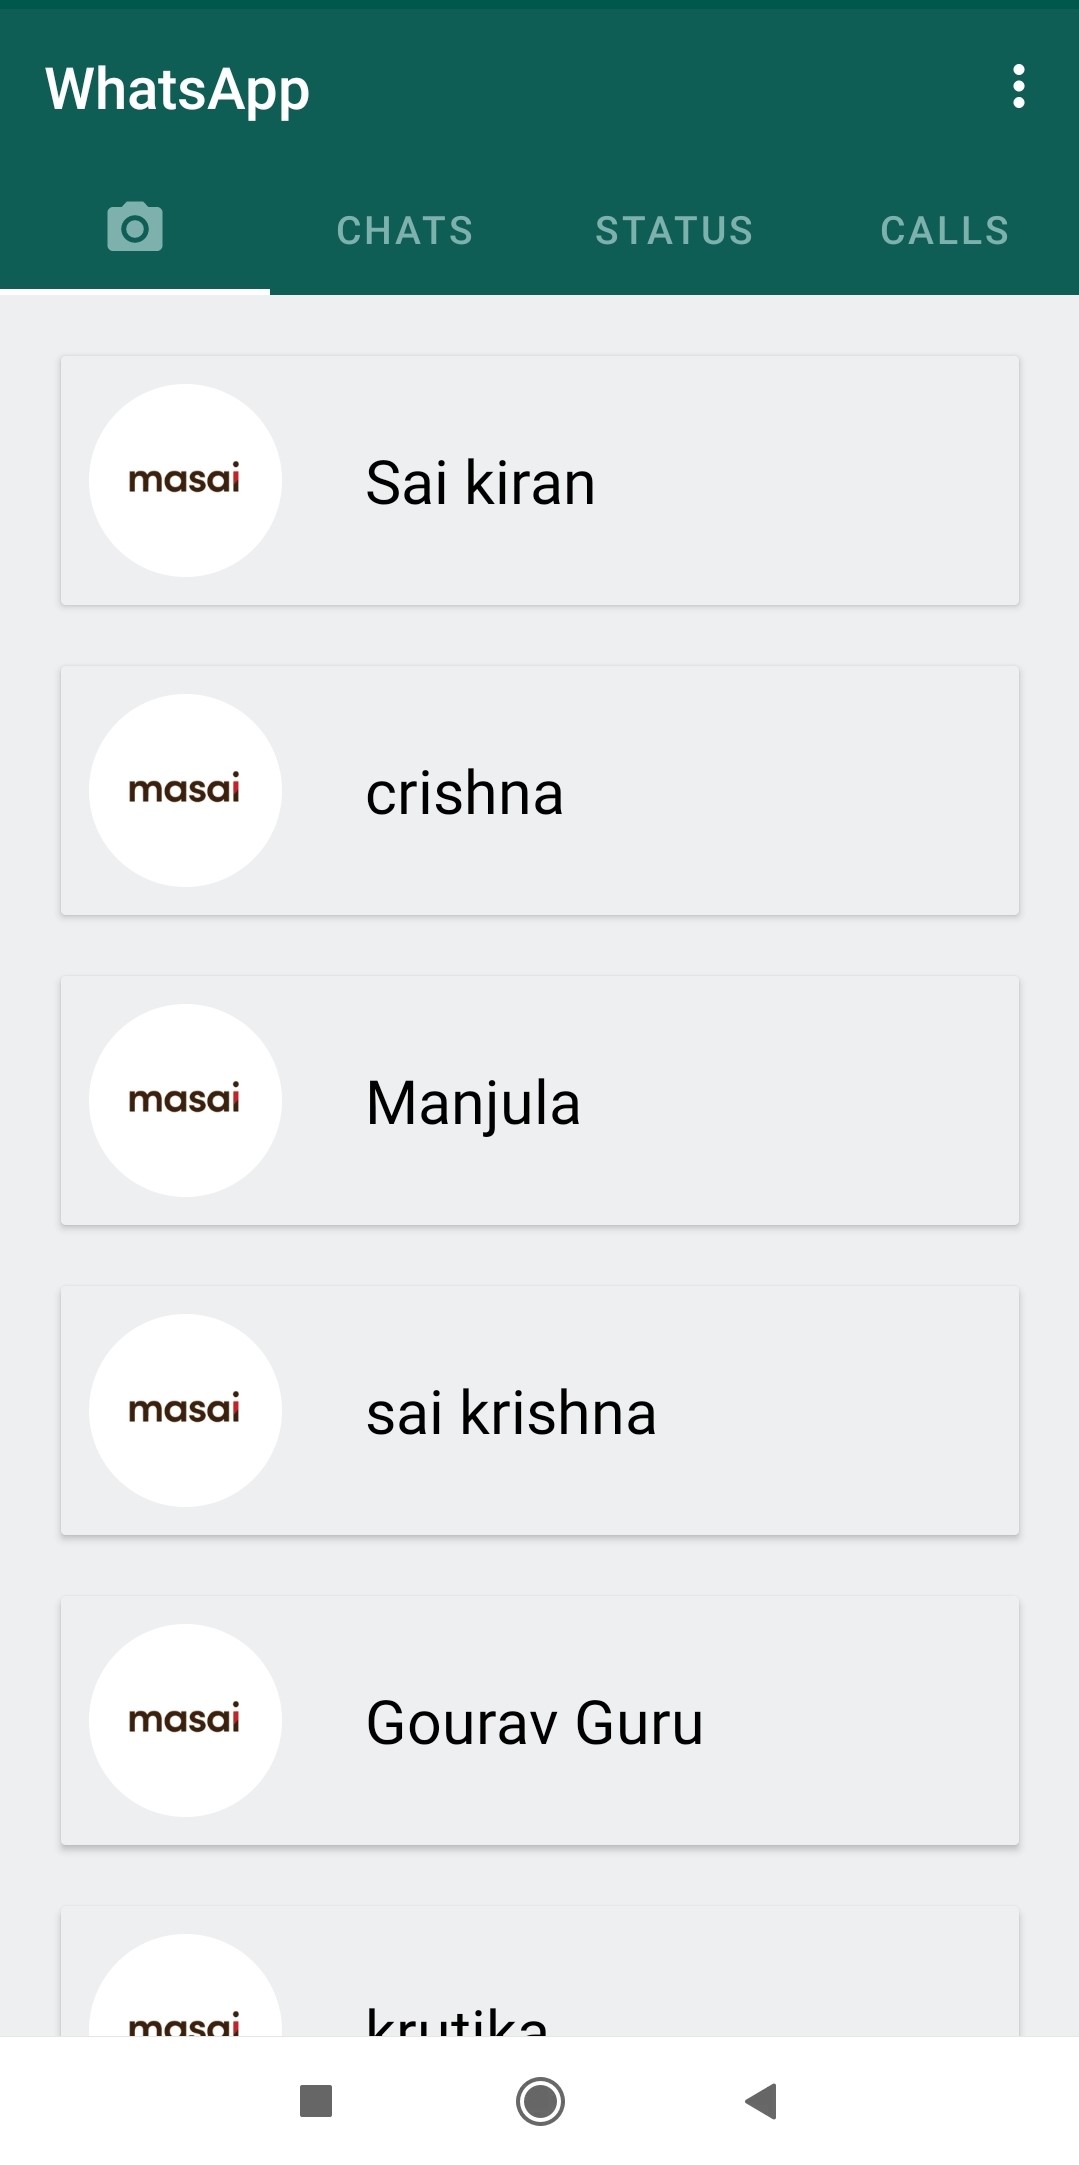 WhatsApp
CHATS STATUS CALLS
masai Sai kiran
masai crishna
masai Manjula
masai sai krishna
masai Gourav Guru
masai krutika